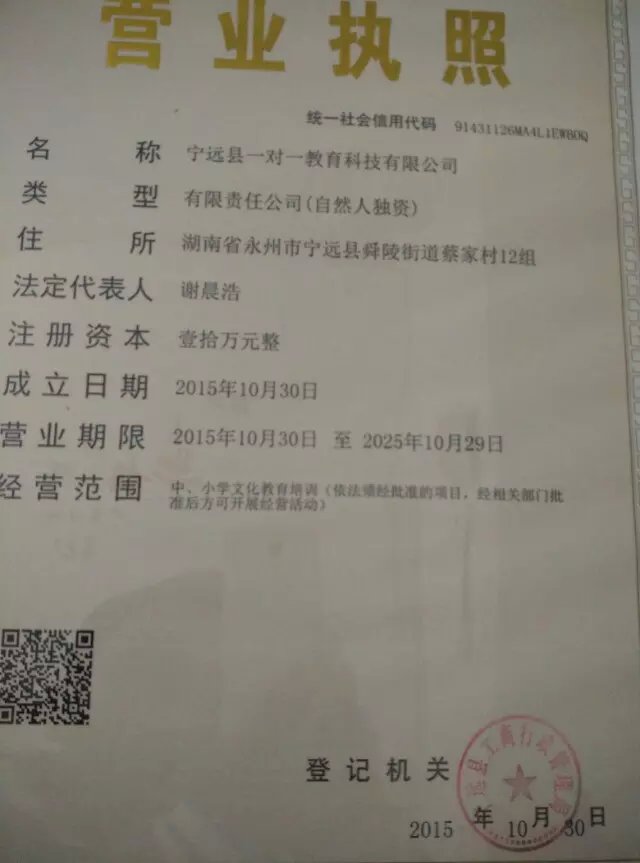 营业执照
统一社会信用代码 91431126MA4L1EWB0Q
名称 宁远县一对一教育科技有限公司
类型 有限责任公司(自然人独资)
住所 湖南省永州市宁远县舜陵街道蔡家村12组
法定代表人 谢晨浩
注册资本 壹拾万元整
成立日期 2015年10月30日
营业期限 2015年10月30日 至 2025年10月29日
经营范围 中、小学文化教育培训（依法须经批准的项目，经相关部门批
准后方可开展经营活动）
登记机关
远县工商行政管理局
2015 年 10 月 30 日